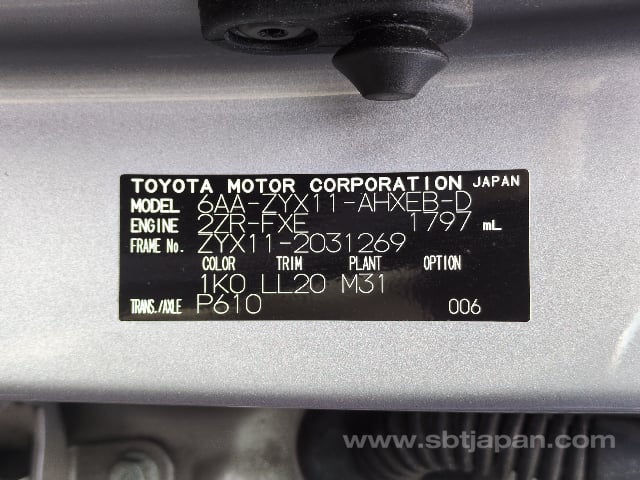 TOYOTA MOTOR CORPORATION JAPAN
MODEL 6AA-ZYX11-AHXEB-D
ENGINE 2ZR-FXE 1797 mL
FRAME No. ZYX11-2031269
COLOR TRIM PLANT OPTION
1K0 LL20 M31
TRANS./AXLE P610 006
www.sbtjapan.com